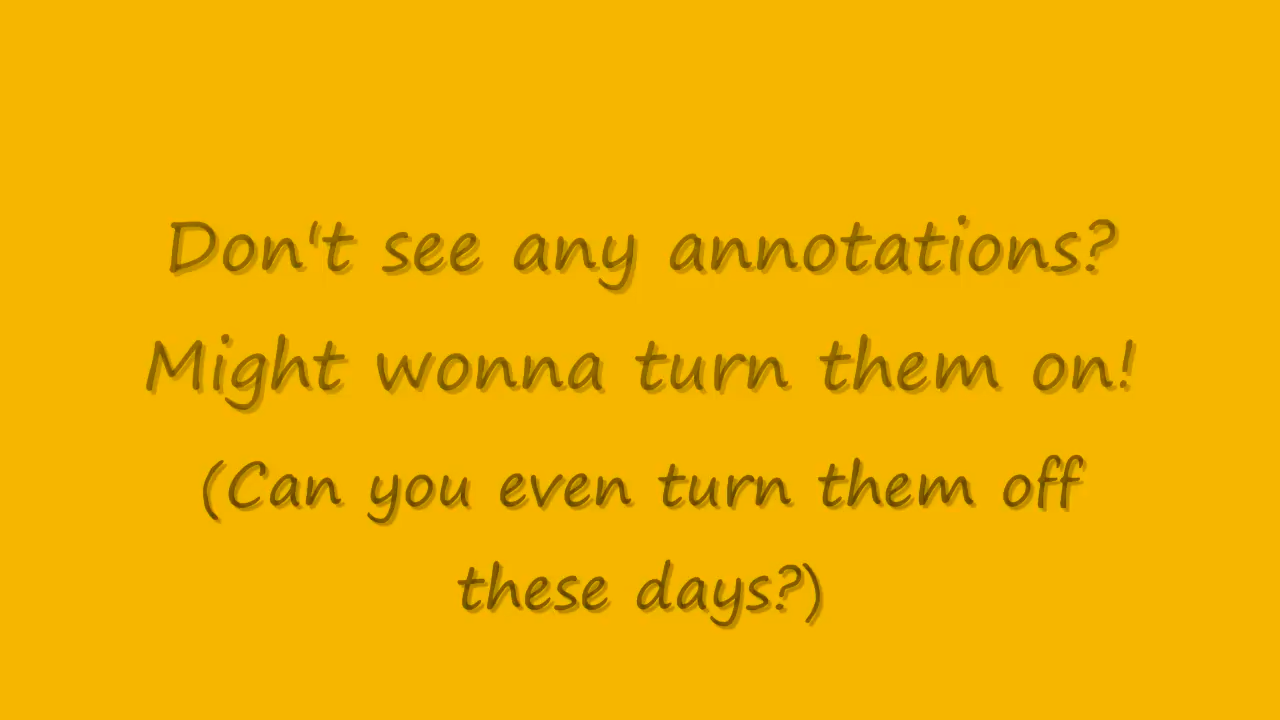 Don't see any annotations?
Might wonna turn them on!
(Can you even turn them off
these days?)